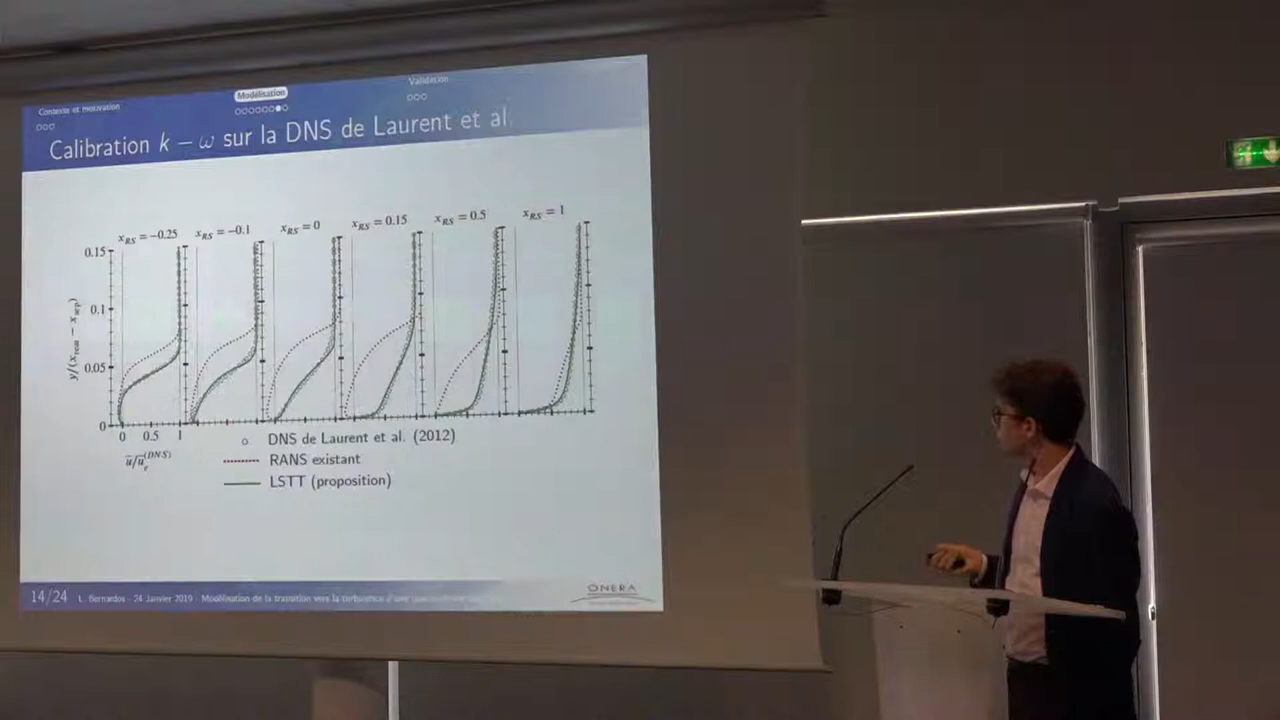 Contexte et motivation
Modélisation
Validation
Calibration k − ω sur la DNS de Laurent et al.
x_RS = −0.25
x_RS = −0.1
x_RS = 0
x_RS = 0.15
x_RS = 0.5
x_RS = 1
0.15
0.1
0.05
0
0 0.5 1
ū/ū_e^(DNS)
DNS de Laurent et al. (2012)
RANS existant
LSTT (proposition)
14/24 L. Bernardos - 24 Janvier 2019 Modélisation de la transition vers la turbulence d'une
ONERA